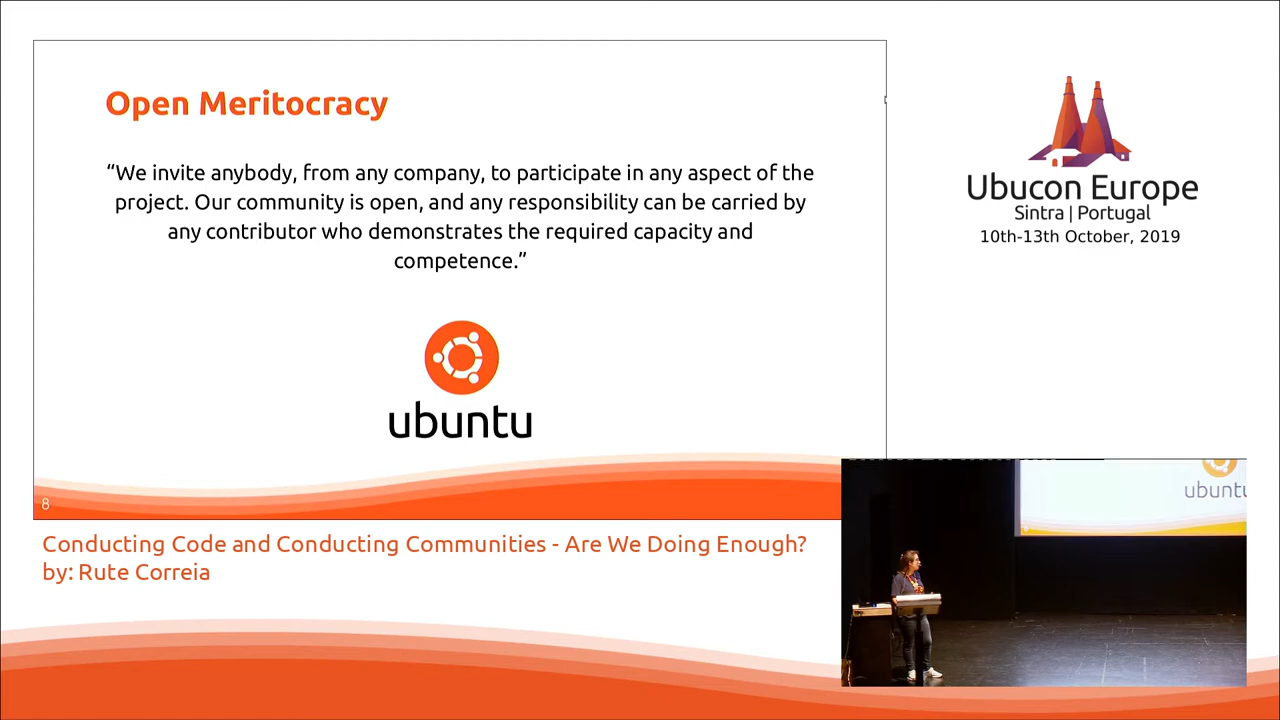 Open Meritocracy
“We invite anybody, from any company, to participate in any aspect of the
project. Our community is open, and any responsibility can be carried by
any contributor who demonstrates the required capacity and
competence.”
ubuntu
8
Conducting Code and Conducting Communities - Are We Doing Enough?
by: Rute Correia
Ubucon Europe
Sintra | Portugal
10th-13th October, 2019
ubuntu